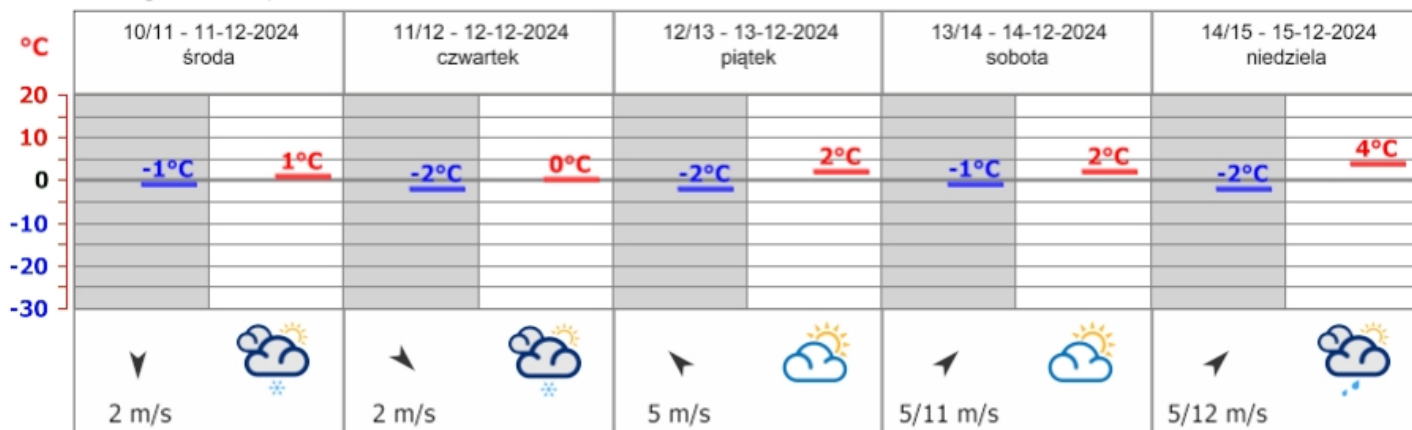 °C
10/11 - 11-12-2024
środa
11/12 - 12-12-2024
czwartek
12/13 - 13-12-2024
piątek
13/14 - 14-12-2024
sobota
14/15 - 15-12-2024
niedziela
20
10
0
-10
-20
-30
-1°C
1°C
-2°C
0°C
-2°C
2°C
-1°C
2°C
-2°C
4°C
2 m/s
2 m/s
5 m/s
5/11 m/s
5/12 m/s